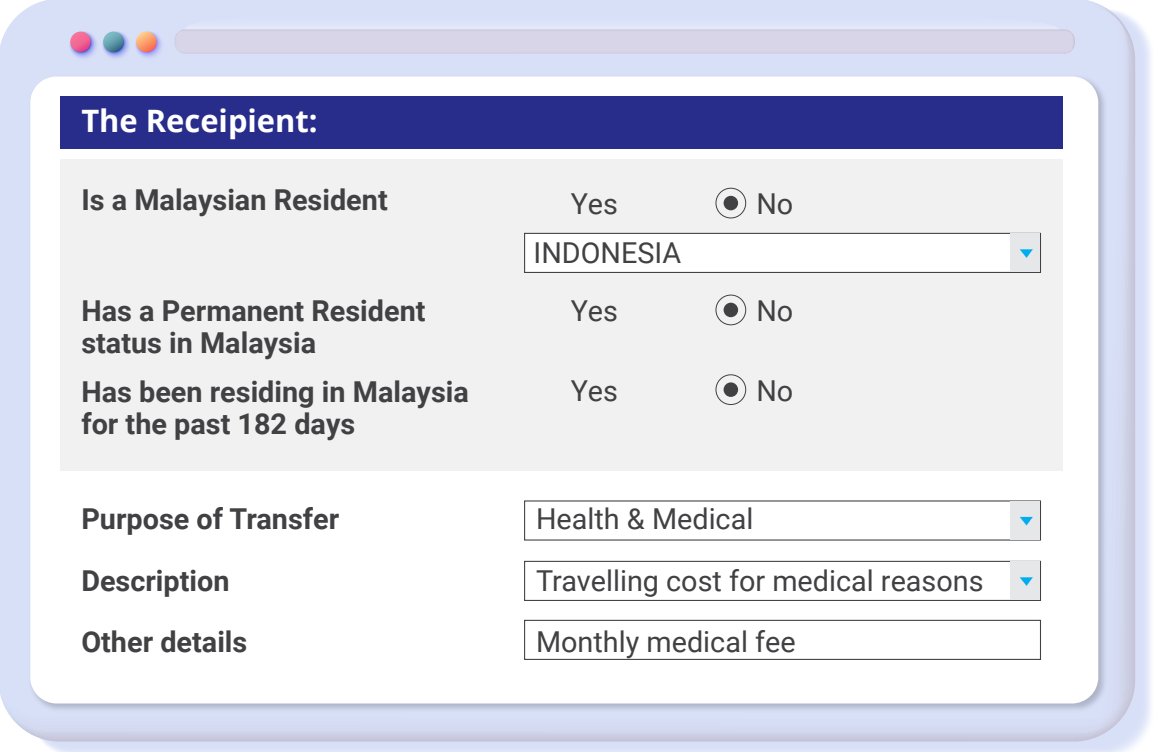 The Receipient:
Is a Malaysian Resident
Yes
No
INDONESIA
Has a Permanent Resident
status in Malaysia
Yes
No
Has been residing in Malaysia
for the past 182 days
Yes
No
Purpose of Transfer
Health & Medical
Description
Travelling cost for medical reasons
Other details
Monthly medical fee